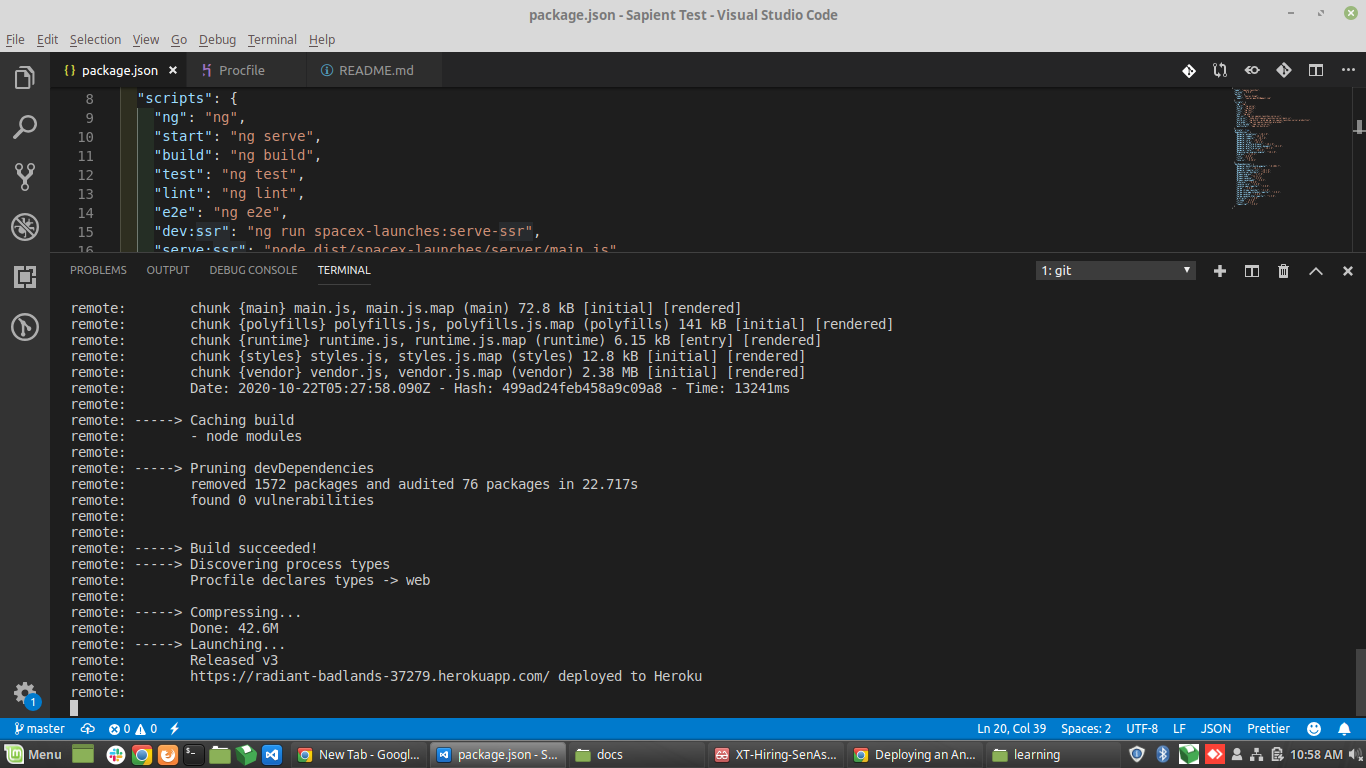 package.json - Sapient Test - Visual Studio Code
File Edit Selection View Go Debug Terminal Help
{} package.json × Procfile README.md
8 "scripts": {
9 "ng": "ng",
10 "start": "ng serve",
11 "build": "ng build",
12 "test": "ng test",
13 "lint": "ng lint",
14 "e2e": "ng e2e",
15 "dev:ssr": "ng run spacex-launches:serve-ssr",
16 "serve:ssr": "node dist/spacex-launches/server/main.js"
PROBLEMS OUTPUT DEBUG CONSOLE TERMINAL 1: git
remote: chunk {main} main.js, main.js.map (main) 72.8 kB [initial] [rendered]
remote: chunk {polyfills} polyfills.js, polyfills.js.map (polyfills) 141 kB [initial] [rendered]
remote: chunk {runtime} runtime.js, runtime.js.map (runtime) 6.15 kB [entry] [rendered]
remote: chunk {styles} styles.js, styles.js.map (styles) 12.8 kB [initial] [rendered]
remote: chunk {vendor} vendor.js, vendor.js.map (vendor) 2.38 MB [initial] [rendered]
remote: Date: 2020-10-22T05:27:58.090Z - Hash: 499ad24feb458a9c09a8 - Time: 13241ms
remote:
remote: -----> Caching build
remote: - node modules
remote:
remote: -----> Pruning devDependencies
remote: removed 1572 packages and audited 76 packages in 22.717s
remote: found 0 vulnerabilities
remote:
remote:
remote: -----> Build succeeded!
remote: -----> Discovering process types
remote: Procfile declares types -> web
remote:
remote: -----> Compressing...
remote: Done: 42.6M
remote: -----> Launching...
remote: Released v3
remote: https://radiant-badlands-37279.herokuapp.com/ deployed to Heroku
remote:
1
master 0 0 Ln 20, Col 39 Spaces: 2 UTF-8 LF JSON Prettier
Menu New Tab - Googl... package.json - S... docs XT-Hiring-SenAs... Deploying an An... learning 10:58 AM